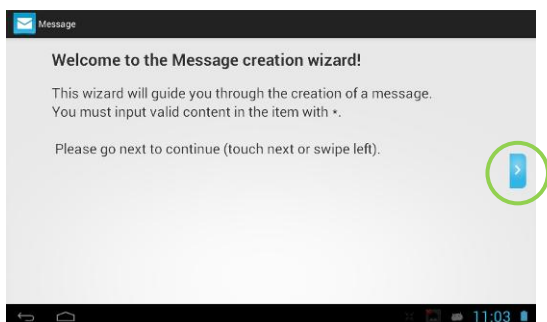 Message
Welcome to the Message creation wizard!
This wizard will guide you through the creation of a message.
You must input valid content in the item with *.
Please go next to continue (touch next or swipe left).
11:03